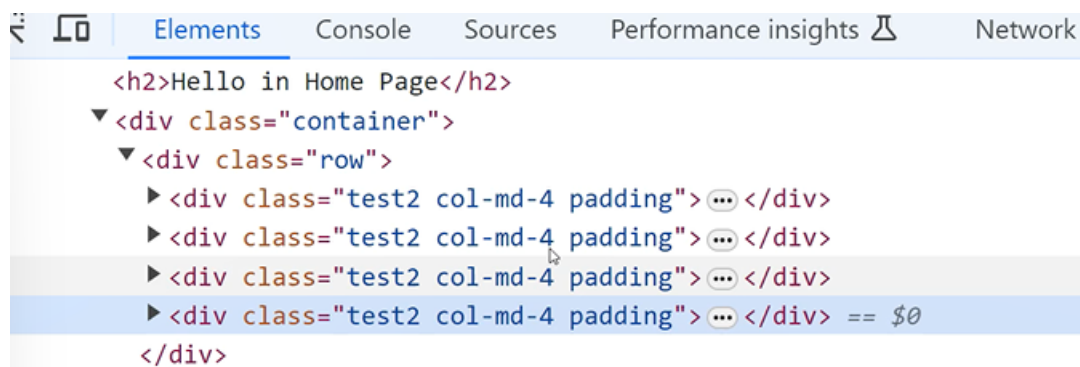 Elements Console Sources Performance insights Network
<h2>Hello in Home Page</h2>
<div class="container">
<div class="row">
<div class="test2 col-md-4 padding">⋯</div>
<div class="test2 col-md-4 padding">⋯</div>
<div class="test2 col-md-4 padding">⋯</div>
<div class="test2 col-md-4 padding">⋯</div> == $0
</div>